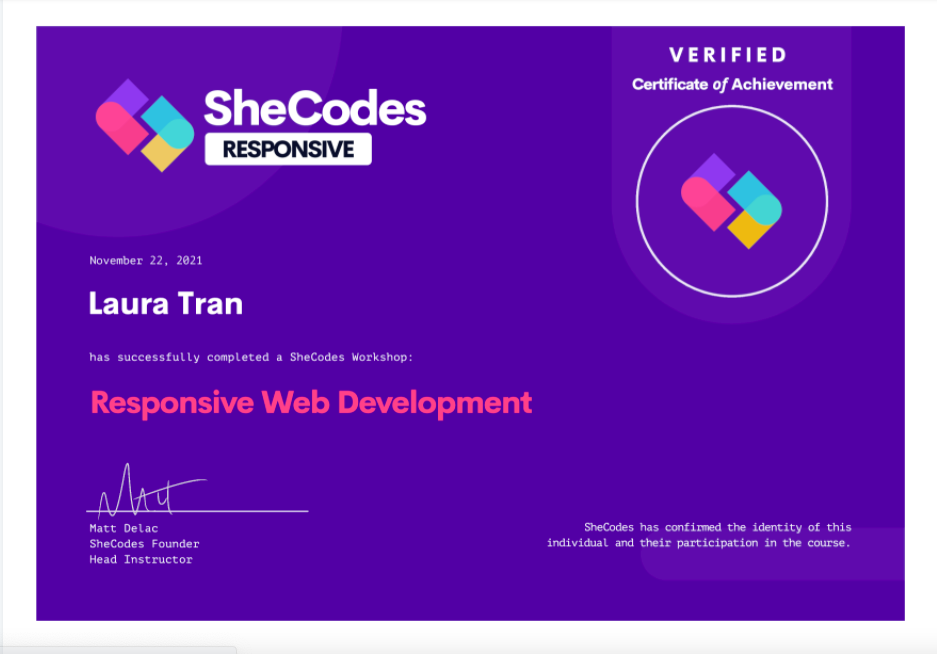 VERIFIED
Certificate of Achievement
SheCodes
RESPONSIVE
November 22, 2021
Laura Tran
has successfully completed a SheCodes Workshop:
Responsive Web Development
Matt
Matt Delac
SheCodes Founder
Head Instructor
SheCodes has confirmed the identity of this
individual and their participation in the course.